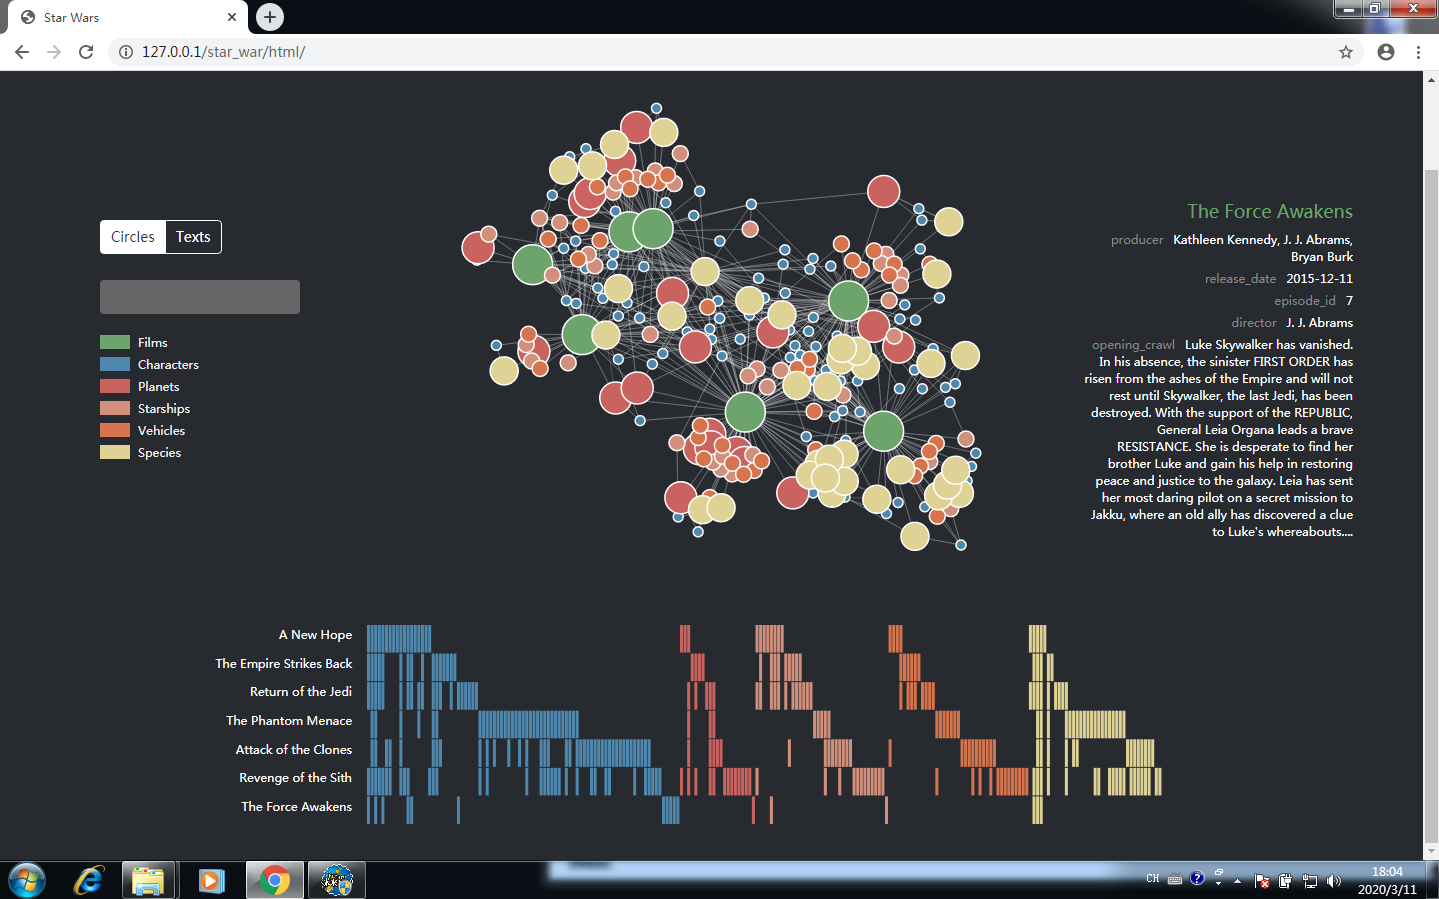 Star Wars
127.0.0.1/star_war/html/
Circles Texts
Films
Characters
Planets
Starships
Vehicles
Species
The Force Awakens
producer Kathleen Kennedy, J. J. Abrams,
Bryan Burk
release_date 2015-12-11
episode_id 7
director J. J. Abrams
opening_crawl Luke Skywalker has vanished.
In his absence, the sinister FIRST ORDER has
risen from the ashes of the Empire and will not
rest until Skywalker, the last Jedi, has been
destroyed. With the support of the REPUBLIC,
General Leia Organa leads a brave
RESISTANCE. She is desperate to find her
brother Luke and gain his help in restoring
peace and justice to the galaxy. Leia has sent
her most daring pilot on a secret mission to
Jakku, where an old ally has discovered a clue
to Luke's whereabouts....
A New Hope
The Empire Strikes Back
Return of the Jedi
The Phantom Menace
Attack of the Clones
Revenge of the Sith
The Force Awakens
CH
18:04
2020/3/11